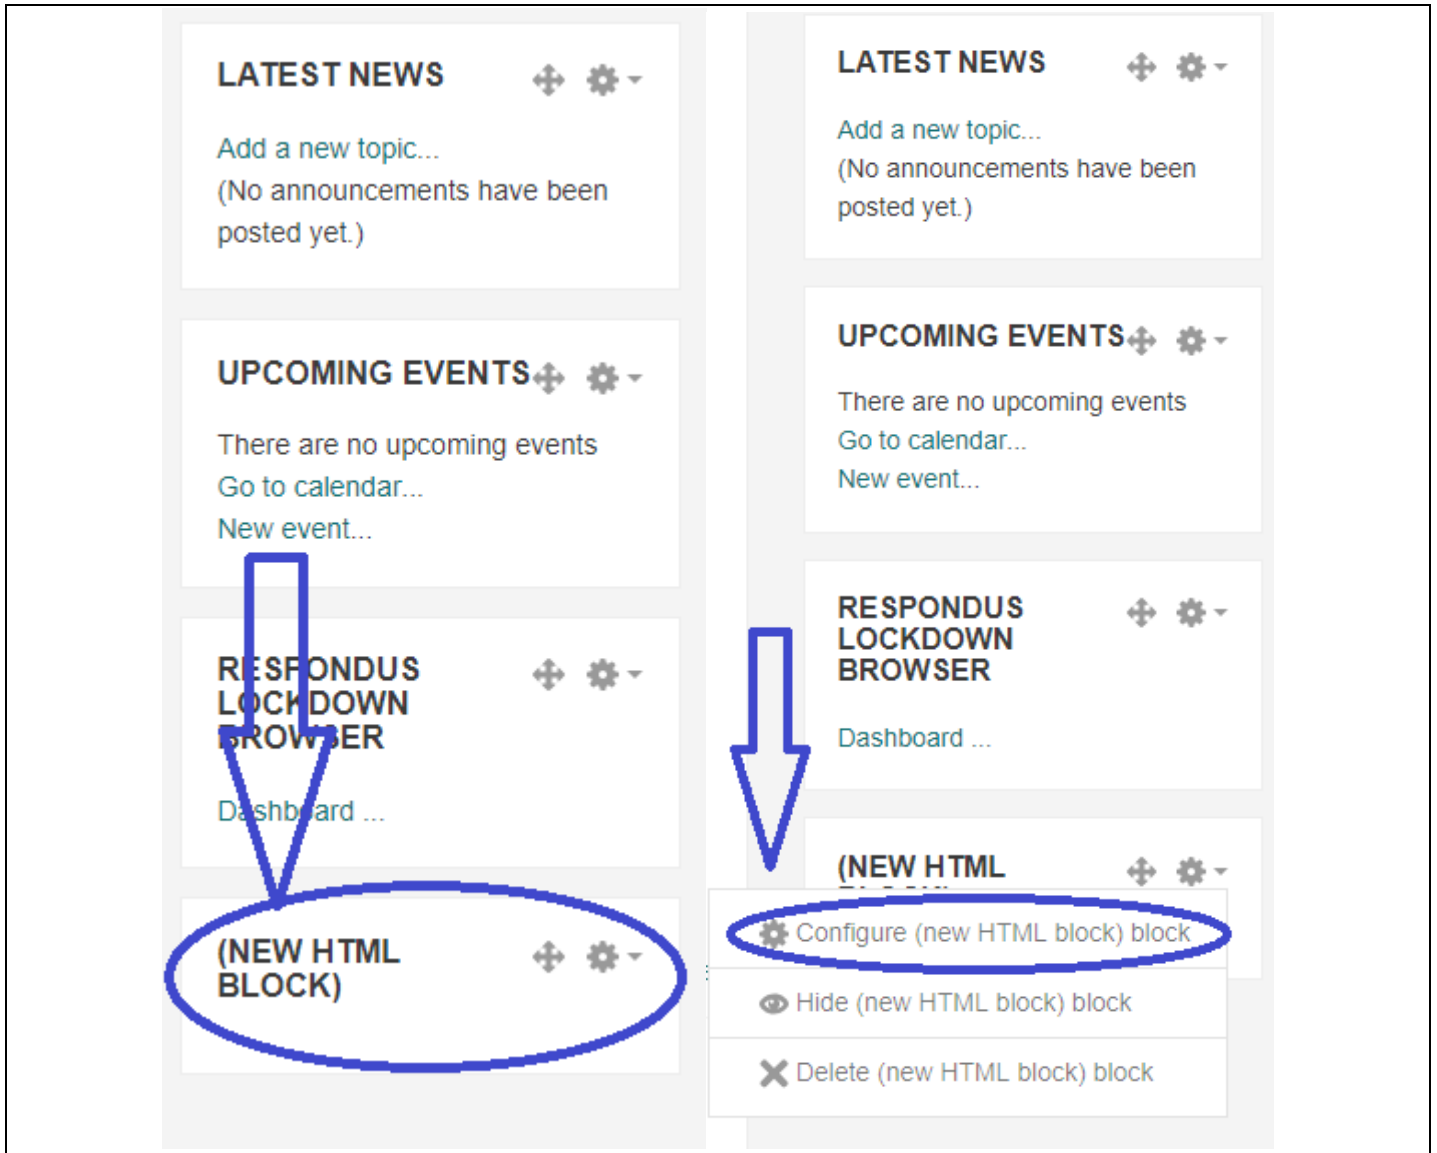 LATEST NEWS
Add a new topic...
(No announcements have been
posted yet.)
UPCOMING EVENTS
There are no upcoming events
Go to calendar...
New event...
RESPONDUS
LOCKDOWN
BROWSER
Dashboard ...
(NEW HTML
BLOCK)
LATEST NEWS
Add a new topic...
(No announcements have been
posted yet.)
UPCOMING EVENTS
There are no upcoming events
Go to calendar...
New event...
RESPONDUS
LOCKDOWN
BROWSER
Dashboard ...
(NEW HTML
Configure (new HTML block) block
Hide (new HTML block) block
Delete (new HTML block) block